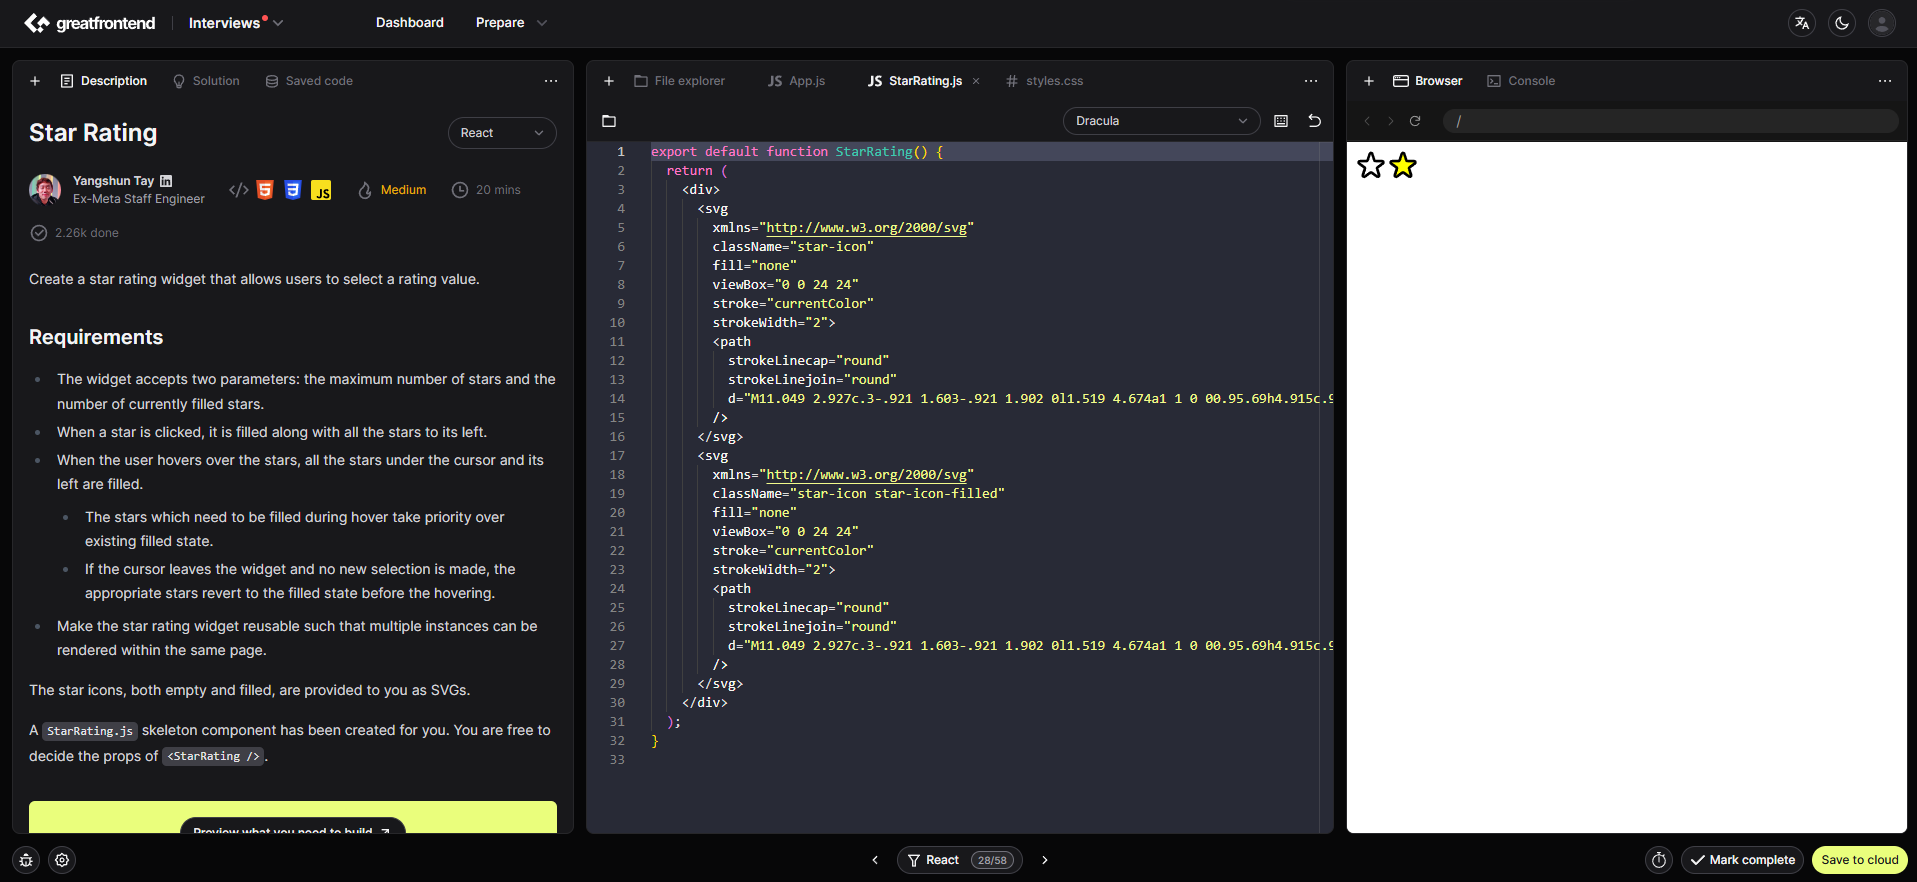 greatfrontend
Interviews
Dashboard
Prepare
Description
Solution
Saved code
Star Rating
React
Yangshun Tay
Ex-Meta Staff Engineer
JS
Medium
20 mins
2.26k done
Create a star rating widget that allows users to select a rating value.
Requirements
The widget accepts two parameters: the maximum number of stars and the
number of currently filled stars.
When a star is clicked, it is filled along with all the stars to its left.
When the user hovers over the stars, all the stars under the cursor and its
left are filled.
The stars which need to be filled during hover take priority over
existing filled state.
If the cursor leaves the widget and no new selection is made, the
appropriate stars revert to the filled state before the hovering.
Make the star rating widget reusable such that multiple instances can be
rendered within the same page.
The star icons, both empty and filled, are provided to you as SVGs.
A StarRating.js skeleton component has been created for you. You are free to
decide the props of <StarRating />.
Preview what you need to build
File explorer
JS App.js
JS StarRating.js
# styles.css
Dracula
1 export default function StarRating() {
2 return (
3 <div>
4 <svg
5 xmlns="http://www.w3.org/2000/svg"
6 className="star-icon"
7 fill="none"
8 viewBox="0 0 24 24"
9 stroke="currentColor"
10 strokeWidth="2">
11 <path
12 strokeLinecap="round"
13 strokeLinejoin="round"
14 d="M11.049 2.927c.3-.921 1.603-.921 1.902 0l1.519 4.674a1 1 0 00.95.69h4.915c.9
15 />
16 </svg>
17 <svg
18 xmlns="http://www.w3.org/2000/svg"
19 className="star-icon star-icon-filled"
20 fill="none"
21 viewBox="0 0 24 24"
22 stroke="currentColor"
23 strokeWidth="2">
24 <path
25 strokeLinecap="round"
26 strokeLinejoin="round"
27 d="M11.049 2.927c.3-.921 1.603-.921 1.902 0l1.519 4.674a1 1 0 00.95.69h4.915c.9
28 />
29 </svg>
30 </div>
31 );
32 }
33
Browser
Console
/
React 28/58
Mark complete
Save to cloud